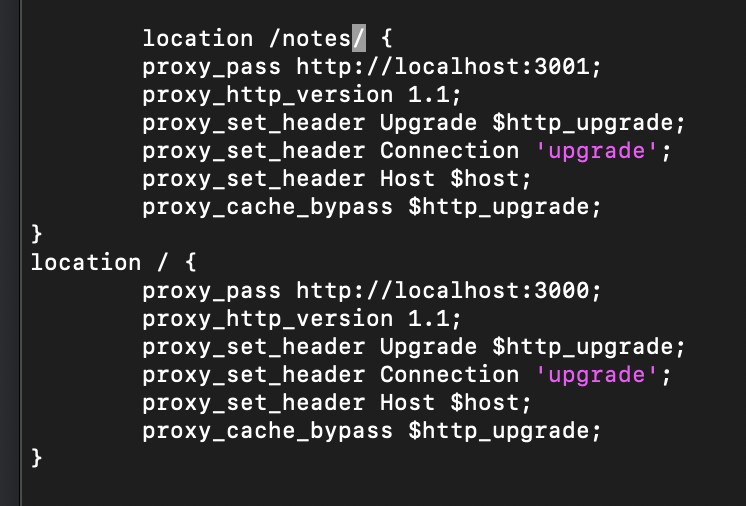 location /notes/ {
proxy_pass http://localhost:3001;
proxy_http_version 1.1;
proxy_set_header Upgrade $http_upgrade;
proxy_set_header Connection 'upgrade';
proxy_set_header Host $host;
proxy_cache_bypass $http_upgrade;
}
location / {
proxy_pass http://localhost:3000;
proxy_http_version 1.1;
proxy_set_header Upgrade $http_upgrade;
proxy_set_header Connection 'upgrade';
proxy_set_header Host $host;
proxy_cache_bypass $http_upgrade;
}